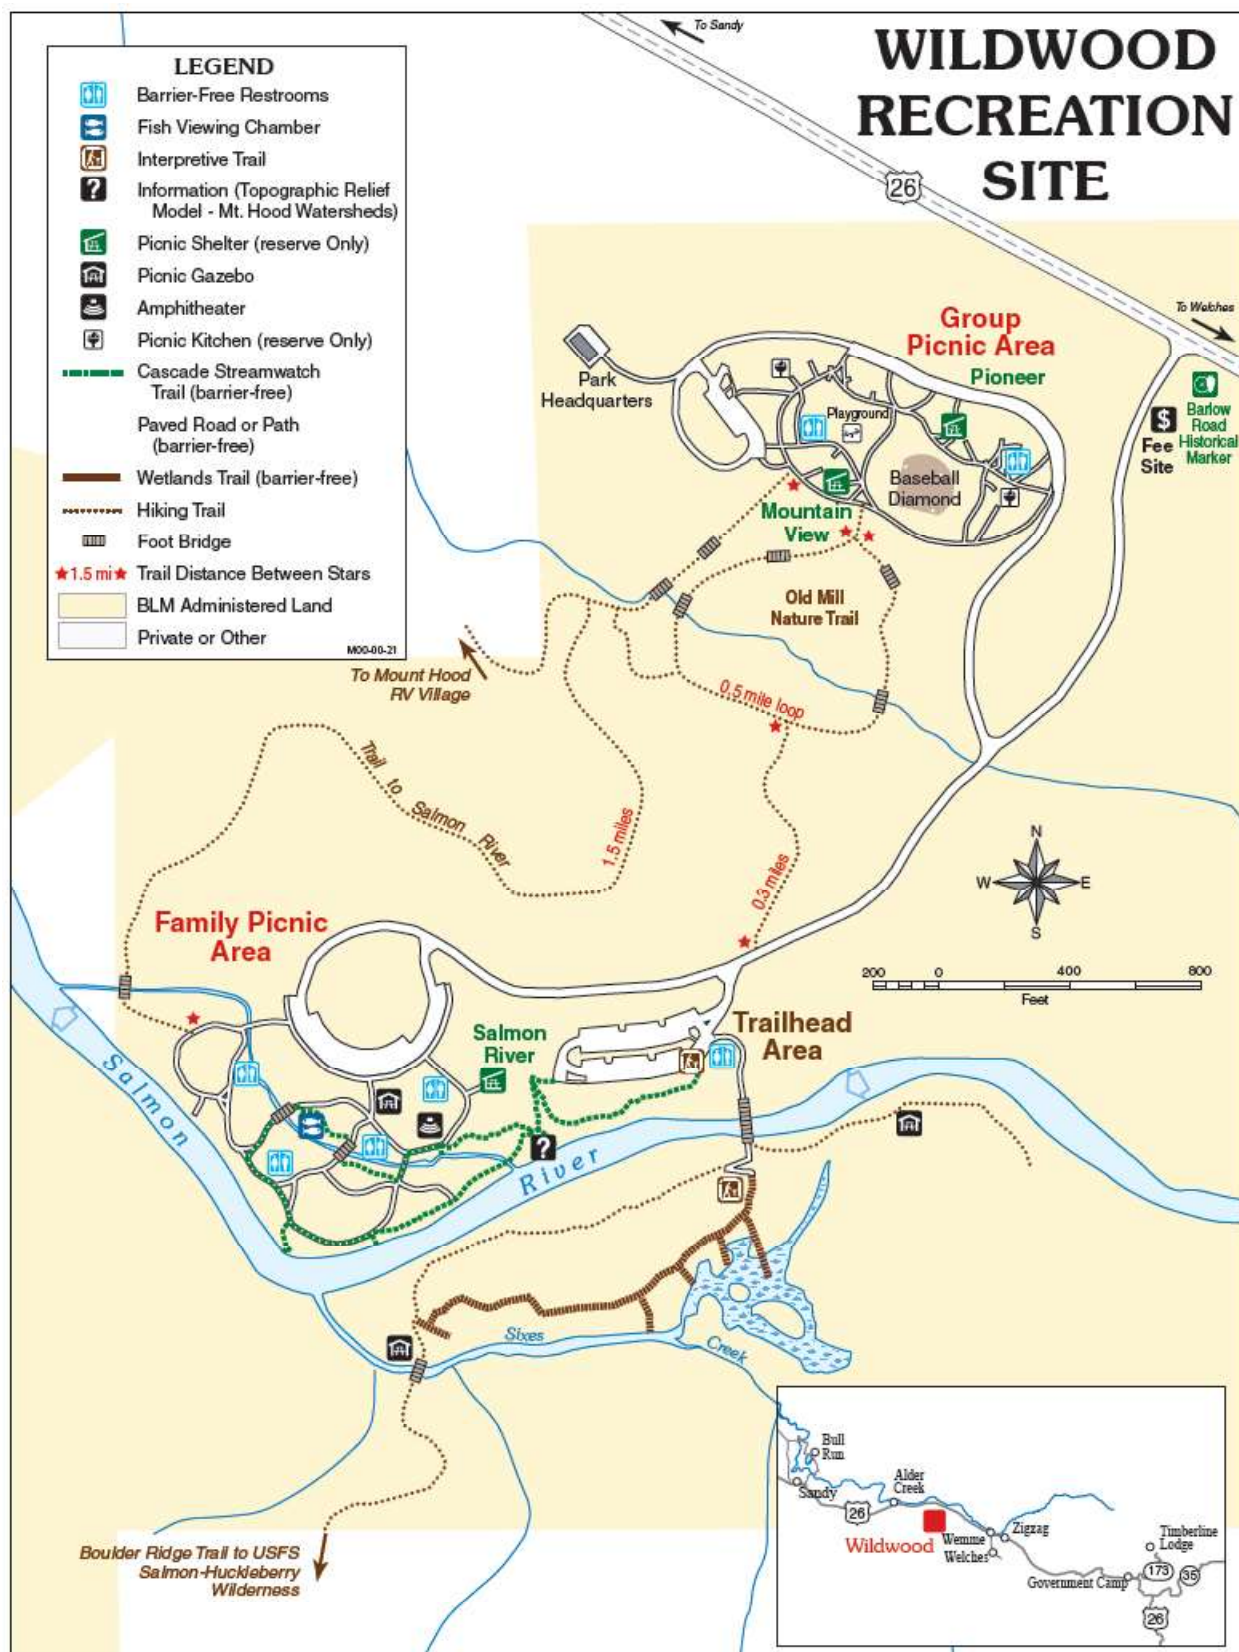 To Sandy
WILDWOOD
RECREATION
SITE
26
LEGEND
Barrier-Free Restrooms
Fish Viewing Chamber
Interpretive Trail
?
Information (Topographic Relief
Model - Mt. Hood Watersheds)
Picnic Shelter (reserve Only)
Picnic Gazebo
Amphitheater
Picnic Kitchen (reserve Only)
Cascade Streamwatch
Trail (barrier-free)
Paved Road or Path
(barrier-free)
Wetlands Trail (barrier-free)
Hiking Trail
Foot Bridge
1.5 mi
Trail Distance Between Stars
BLM Administered Land
Private or Other
M00-00-21
To Welches
Group
Picnic Area
Pioneer
Park
Headquarters
Playground
$
Fee
Site
Barlow
Road
Historical
Marker
Baseball
Diamond
Mountain
View
Old Mill
Nature Trail
To Mount Hood
RV Village
0.5 mile loop
Trail to Salmon River
1.5 miles
0.3 miles
N
W
E
S
200
0
400
800
Feet
Family Picnic
Area
Salmon
River
Trailhead
Area
?
Salmon
River
Sixes
Creek
Boulder Ridge Trail to USFS
Salmon-Huckleberry
Wilderness
Bull
Run
Sandy
26
Alder
Creek
Wildwood
Wemme
Welches
Zigzag
Timberline
Lodge
Government Camp
173
35
26